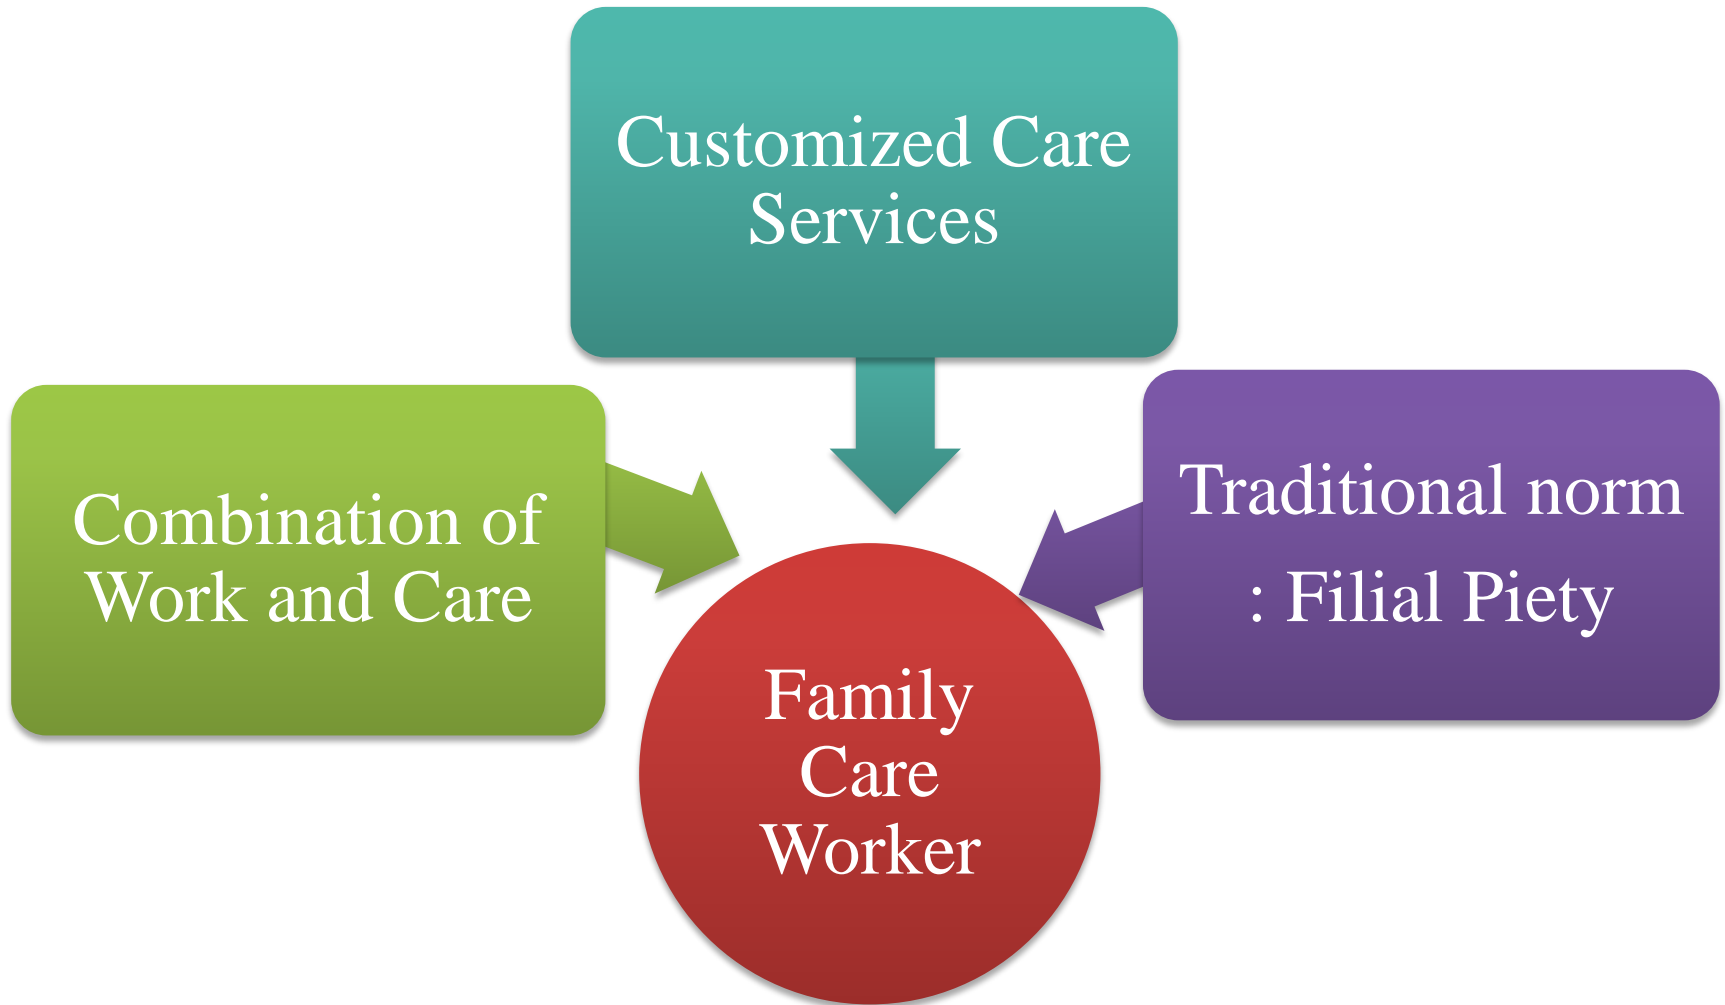 Customized Care
Services
Combination of
Work and Care
Traditional norm
: Filial Piety
Family
Care
Worker